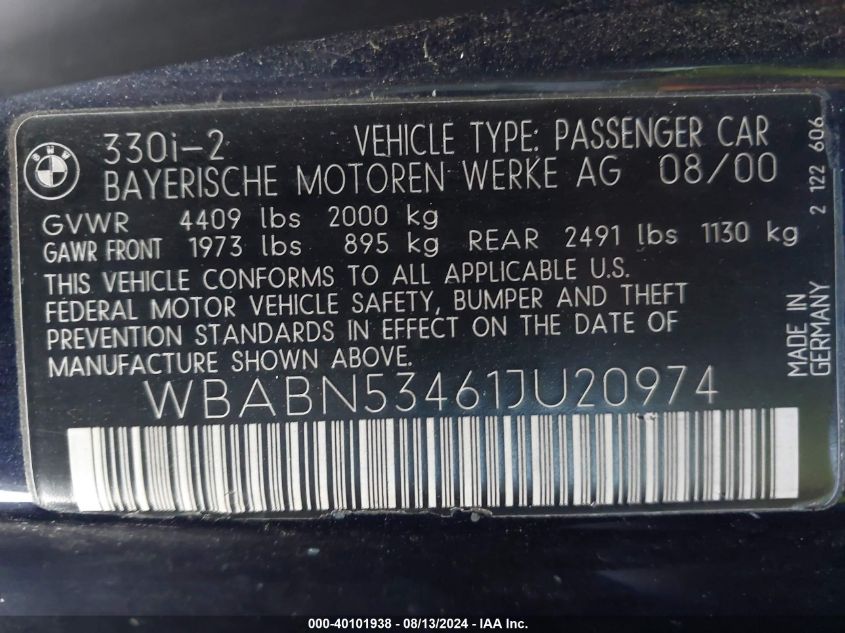 BMW
330i-2 VEHICLE TYPE: PASSENGER CAR
BAYERISCHE MOTOREN WERKE AG 08/00
GVWR 4409 lbs 2000 kg
GAWR FRONT 1973 lbs 895 kg REAR 2491 lbs 1130 kg
THIS VEHICLE CONFORMS TO ALL APPLICABLE U.S.
FEDERAL MOTOR VEHICLE SAFETY, BUMPER AND THEFT
PREVENTION STANDARDS IN EFFECT ON THE DATE OF
MANUFACTURE SHOWN ABOVE.
WBABN53461JU20974
2 122 606
MADE IN
GERMANY
000-40101938 - 08/13/2024 - IAA Inc.